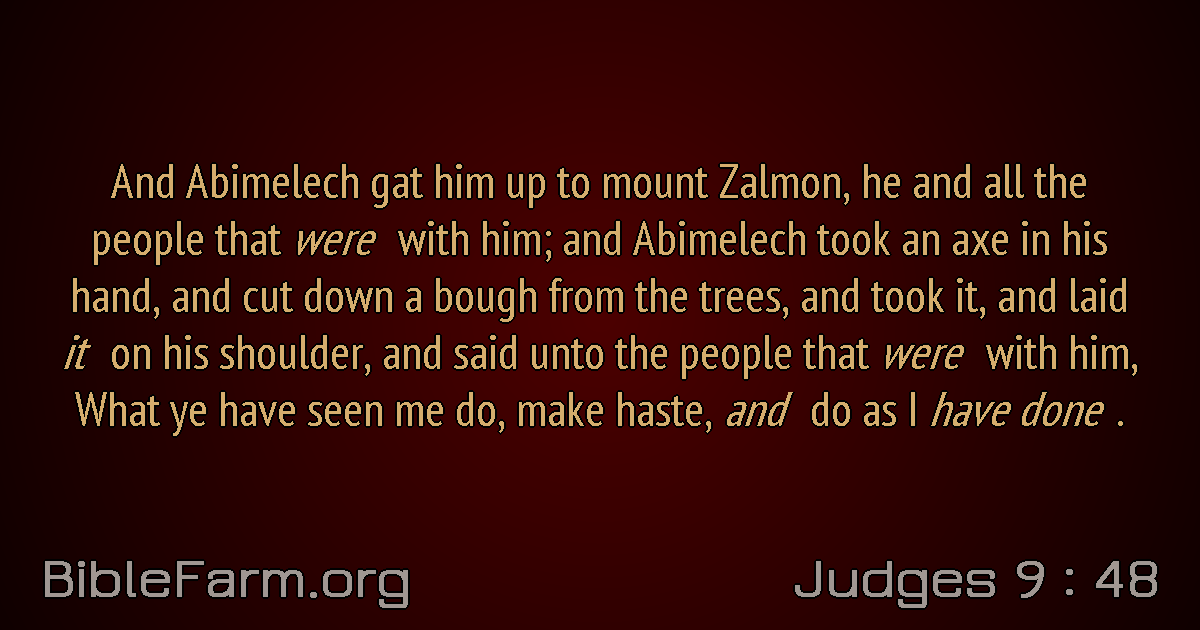 And Abimelech gat him up to mount Zalmon, he and all the
people that were with him; and Abimelech took an axe in his
hand, and cut down a bough from the trees, and took it, and laid
it on his shoulder, and said unto the people that were with him,
What ye have seen me do, make haste, and do as I have done .
BibleFarm.org
Judges 9 : 48